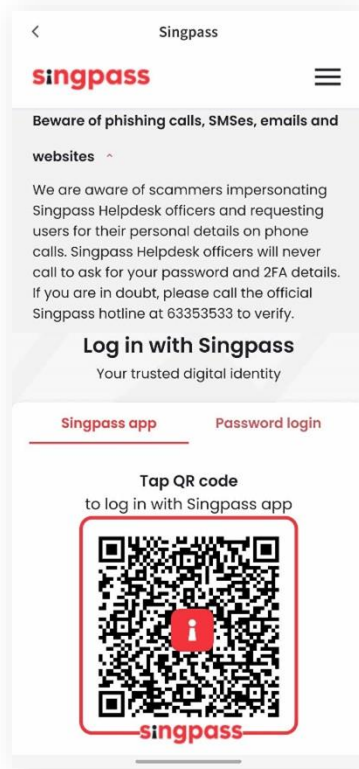 Singpass
singpass
Beware of phishing calls, SMSes, emails and
websites
We are aware of scammers impersonating
Singpass Helpdesk officers and requesting
users for their personal details on phone
calls. Singpass Helpdesk officers will never
call to ask for your password and 2FA details.
If you are in doubt, please call the official
Singpass hotline at 63353533 to verify.
Log in with Singpass
Your trusted digital identity
Singpass app Password login
Tap QR code
to log in with Singpass app
singpass